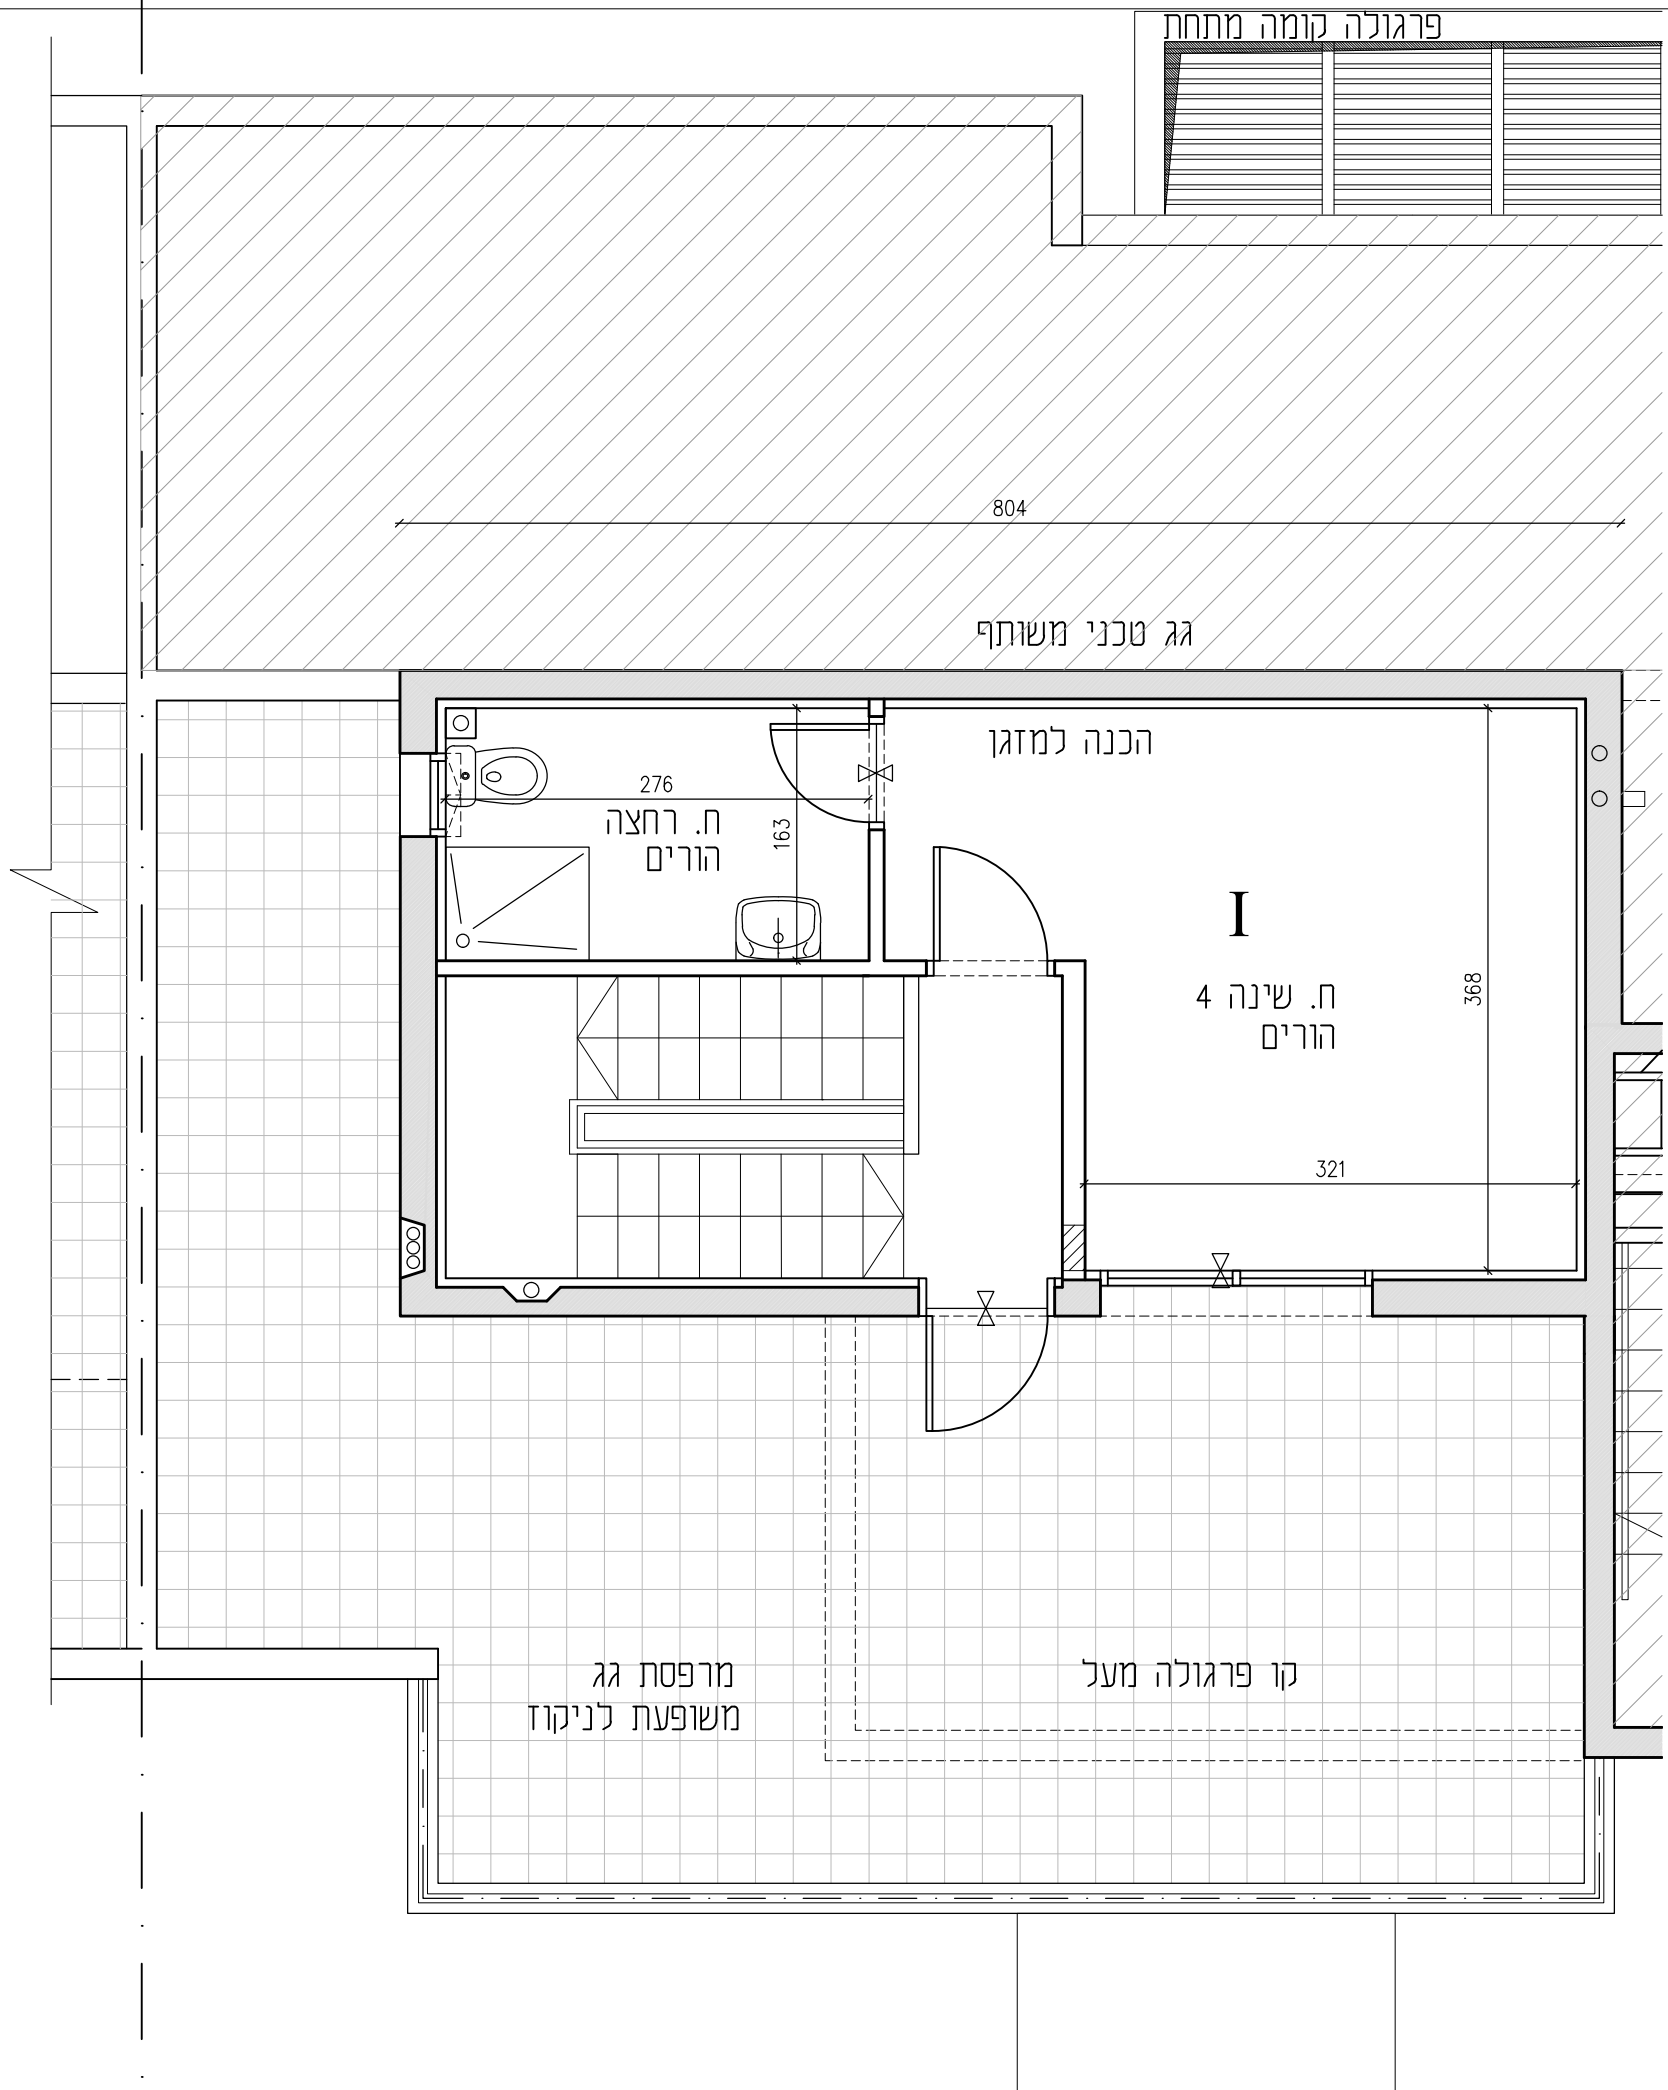 פרגולה קומה מתחת
804
גג טכני משותף
הכנה למזגן
276
ח. רחצה
הורים
163
I
ח. שינה 4
הורים
368
321
קו פרגולה מעל
מרפסת גג
משופעת לניקוז